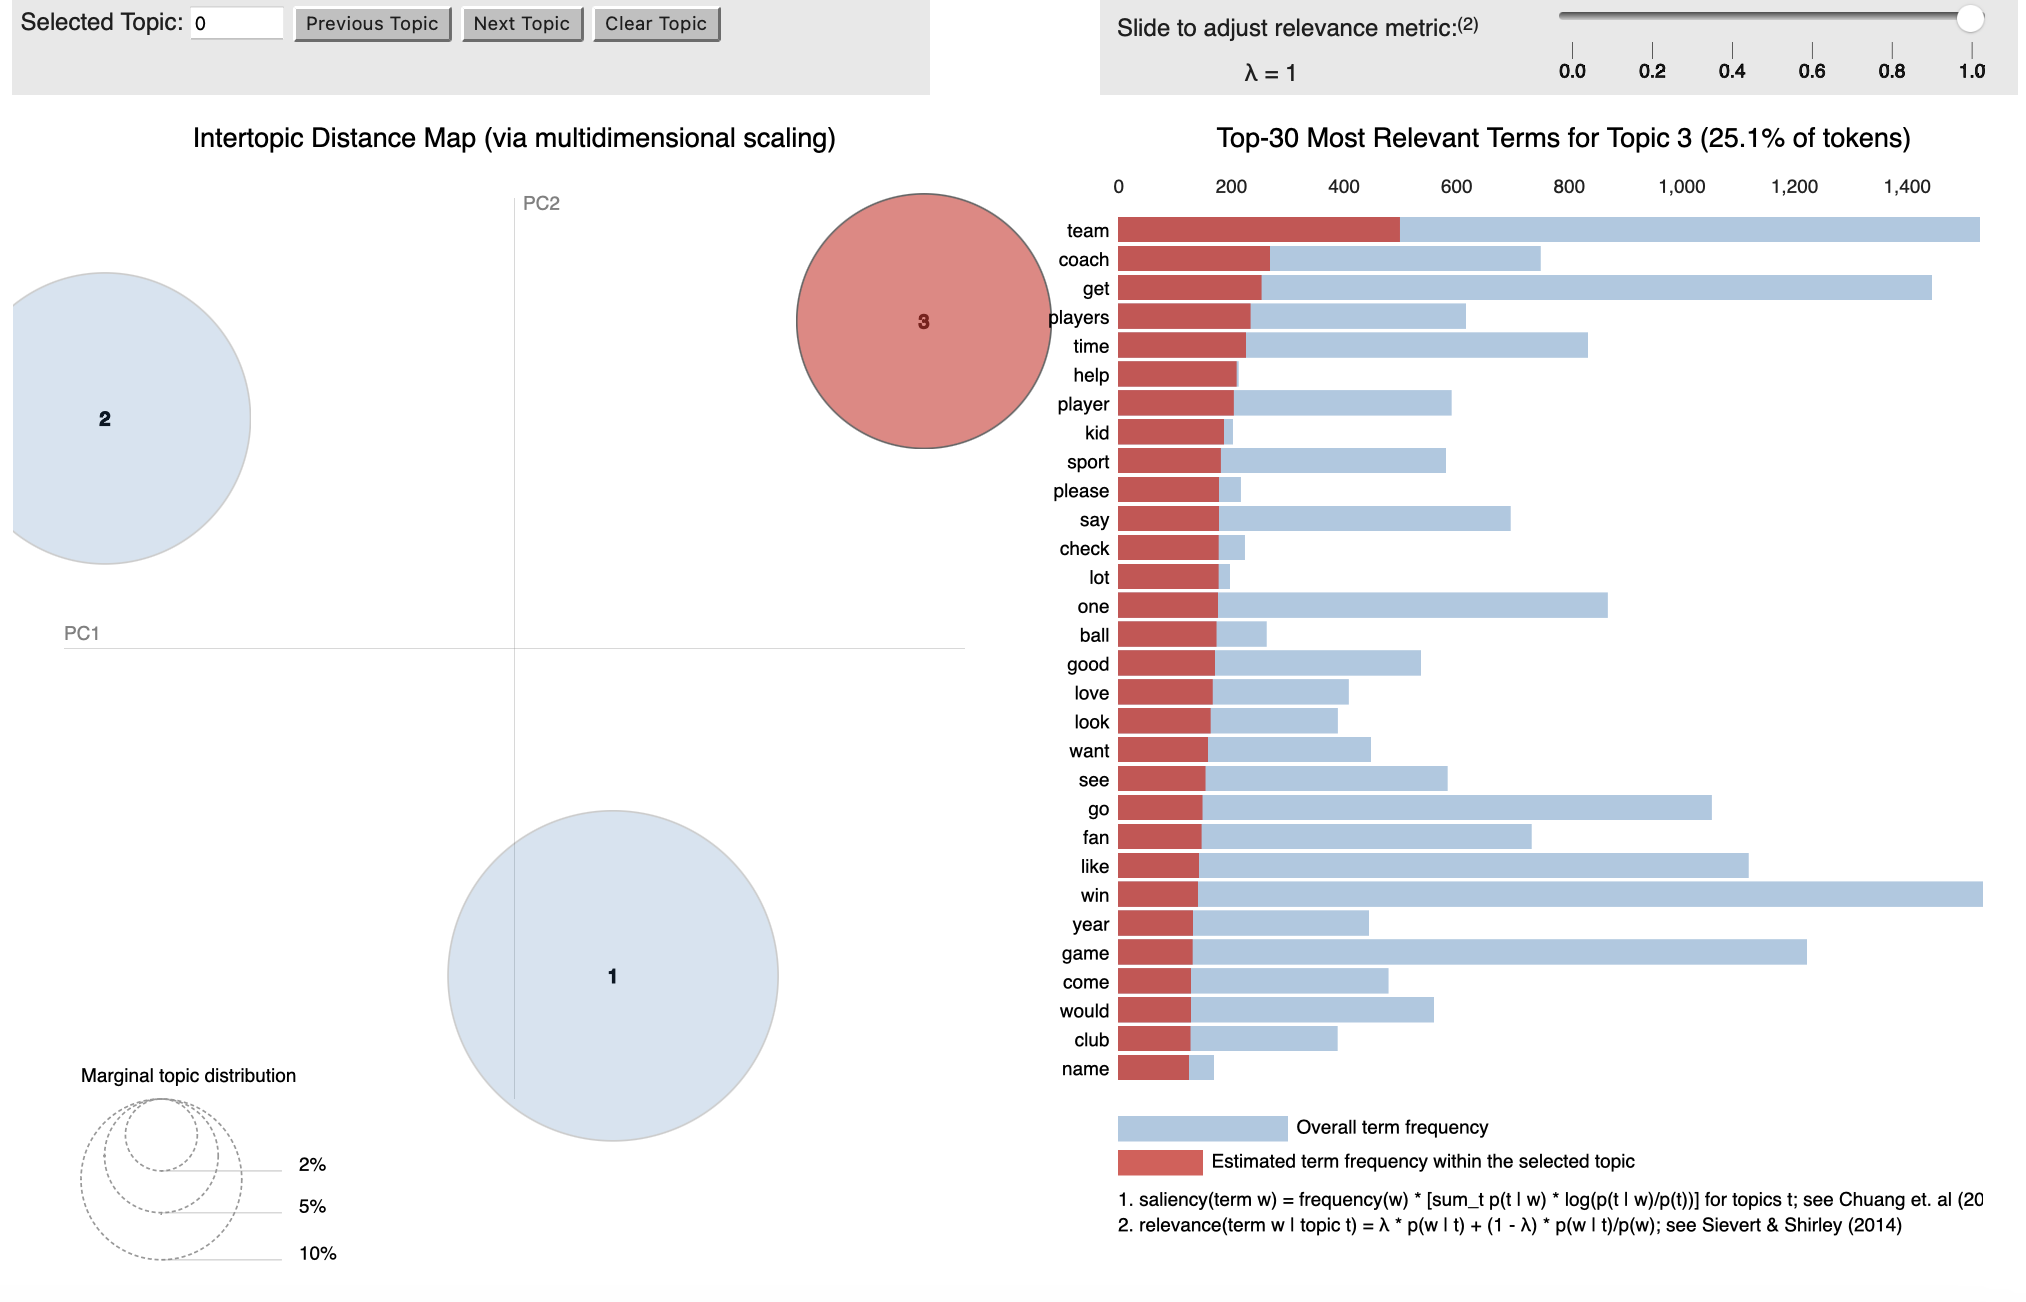 Selected Topic: 0 Previous Topic Next Topic Clear Topic
Slide to adjust relevance metric:(2)
λ = 1
0.0 0.2 0.4 0.6 0.8 1.0
Intertopic Distance Map (via multidimensional scaling)
PC2
PC1
2
3
1
Marginal topic distribution
2%
5%
10%
Top-30 Most Relevant Terms for Topic 3 (25.1% of tokens)
0 200 400 600 800 1,000 1,200 1,400
team
coach
get
players
time
help
player
kid
sport
please
say
check
lot
one
ball
good
love
look
want
see
go
fan
like
win
year
game
come
would
club
name
Overall term frequency
Estimated term frequency within the selected topic
1. saliency(term w) = frequency(w) * [sum_t p(t | w) * log(p(t | w)/p(t))] for topics t; see Chuang et. al (20
2. relevance(term w | topic t) = λ * p(w | t) + (1 - λ) * p(w | t)/p(w); see Sievert & Shirley (2014)